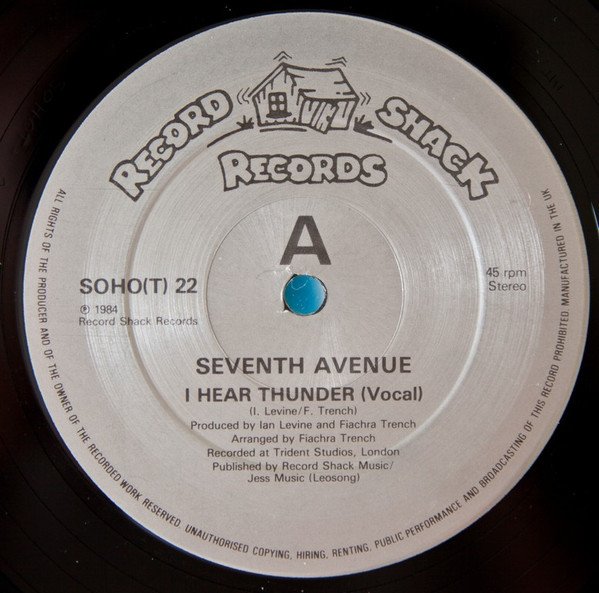 RECORD SHACK
RECORDS
A
SOHO(T) 22
℗ 1984
Record Shack Records
45 rpm
Stereo
SEVENTH AVENUE
I HEAR THUNDER (Vocal)
(I. Levine/F. Trench)
Produced by Ian Levine and Fiachra Trench
Arranged by Fiachra Trench
Recorded at Trident Studios, London
Published by Record Shack Music/
Jess Music (Leosong)
ALL RIGHTS OF THE PRODUCER AND OF THE OWNER OF THE RECORDED WORK RESERVED. UNAUTHORISED COPYING, HIRING, RENTING, PUBLIC PERFORMANCE AND BROADCASTING OF THIS RECORD PROHIBITED. MANUFACTURED IN THE UK